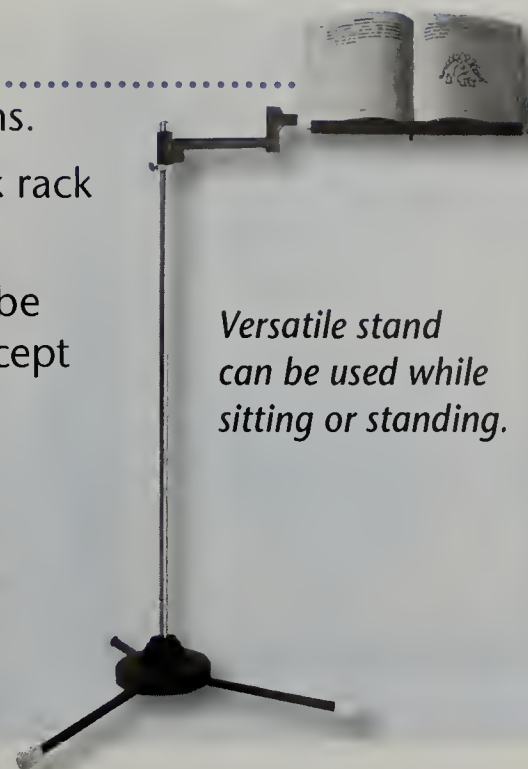 ns.
rack
be
cept
Versatile stand
can be used while
sitting or standing.